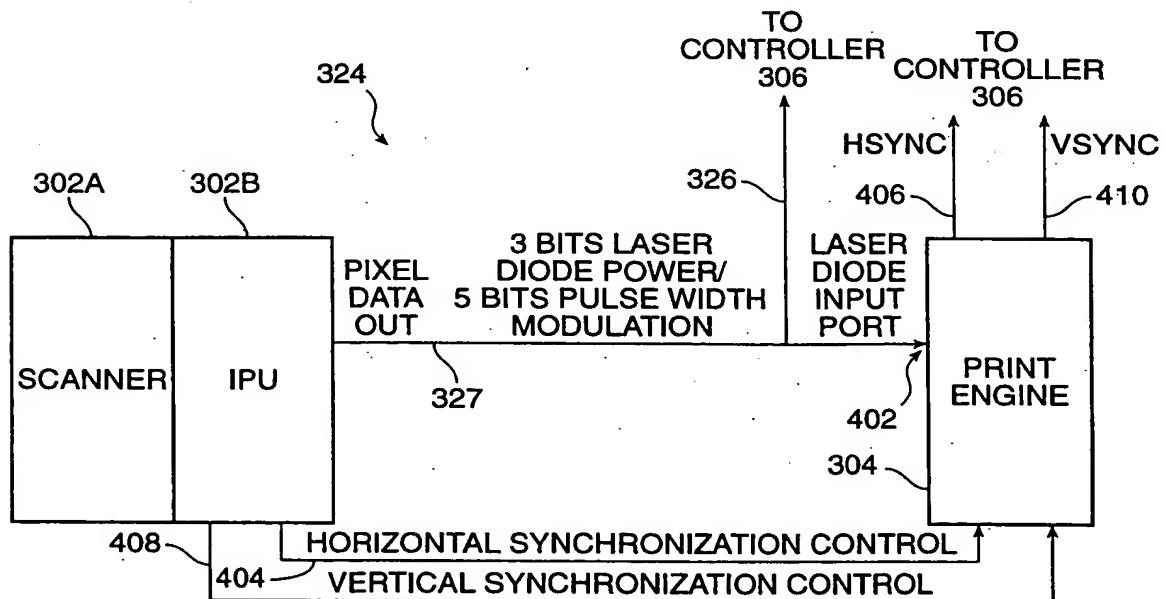 TO
CONTROLLER
306
TO
CONTROLLER
306
324
HSYNC
VSYNC
302A
302B
326
406
410
PIXEL
DATA
OUT
3 BITS LASER
DIODE POWER/
5 BITS PULSE WIDTH
MODULATION
LASER
DIODE
INPUT
PORT
SCANNER
IPU
327
402
PRINT
ENGINE
304
408
HORIZONTAL SYNCHRONIZATION CONTROL
404
VERTICAL SYNCHRONIZATION CONTROL